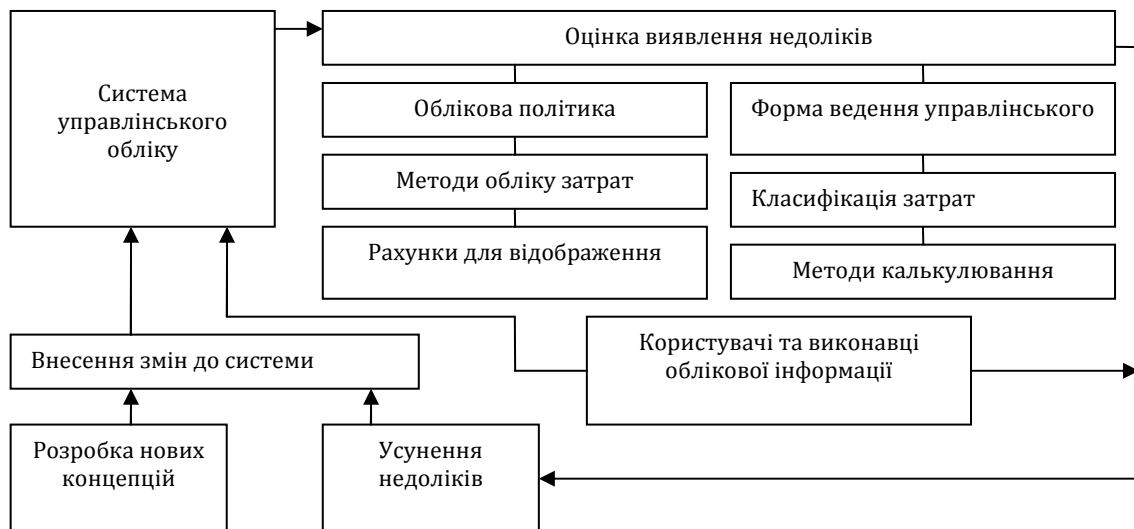 Система
управлінського
обліку
Оцінка виявлення недоліків
Облікова політика
Методи обліку затрат
Рахунки для відображення
Форма ведення управлінського
Класифікація затрат
Методи калькулювання
Внесення змін до системи
Користувачі та виконавці
облікової інформації
Розробка нових
концепцій
Усунення
недоліків